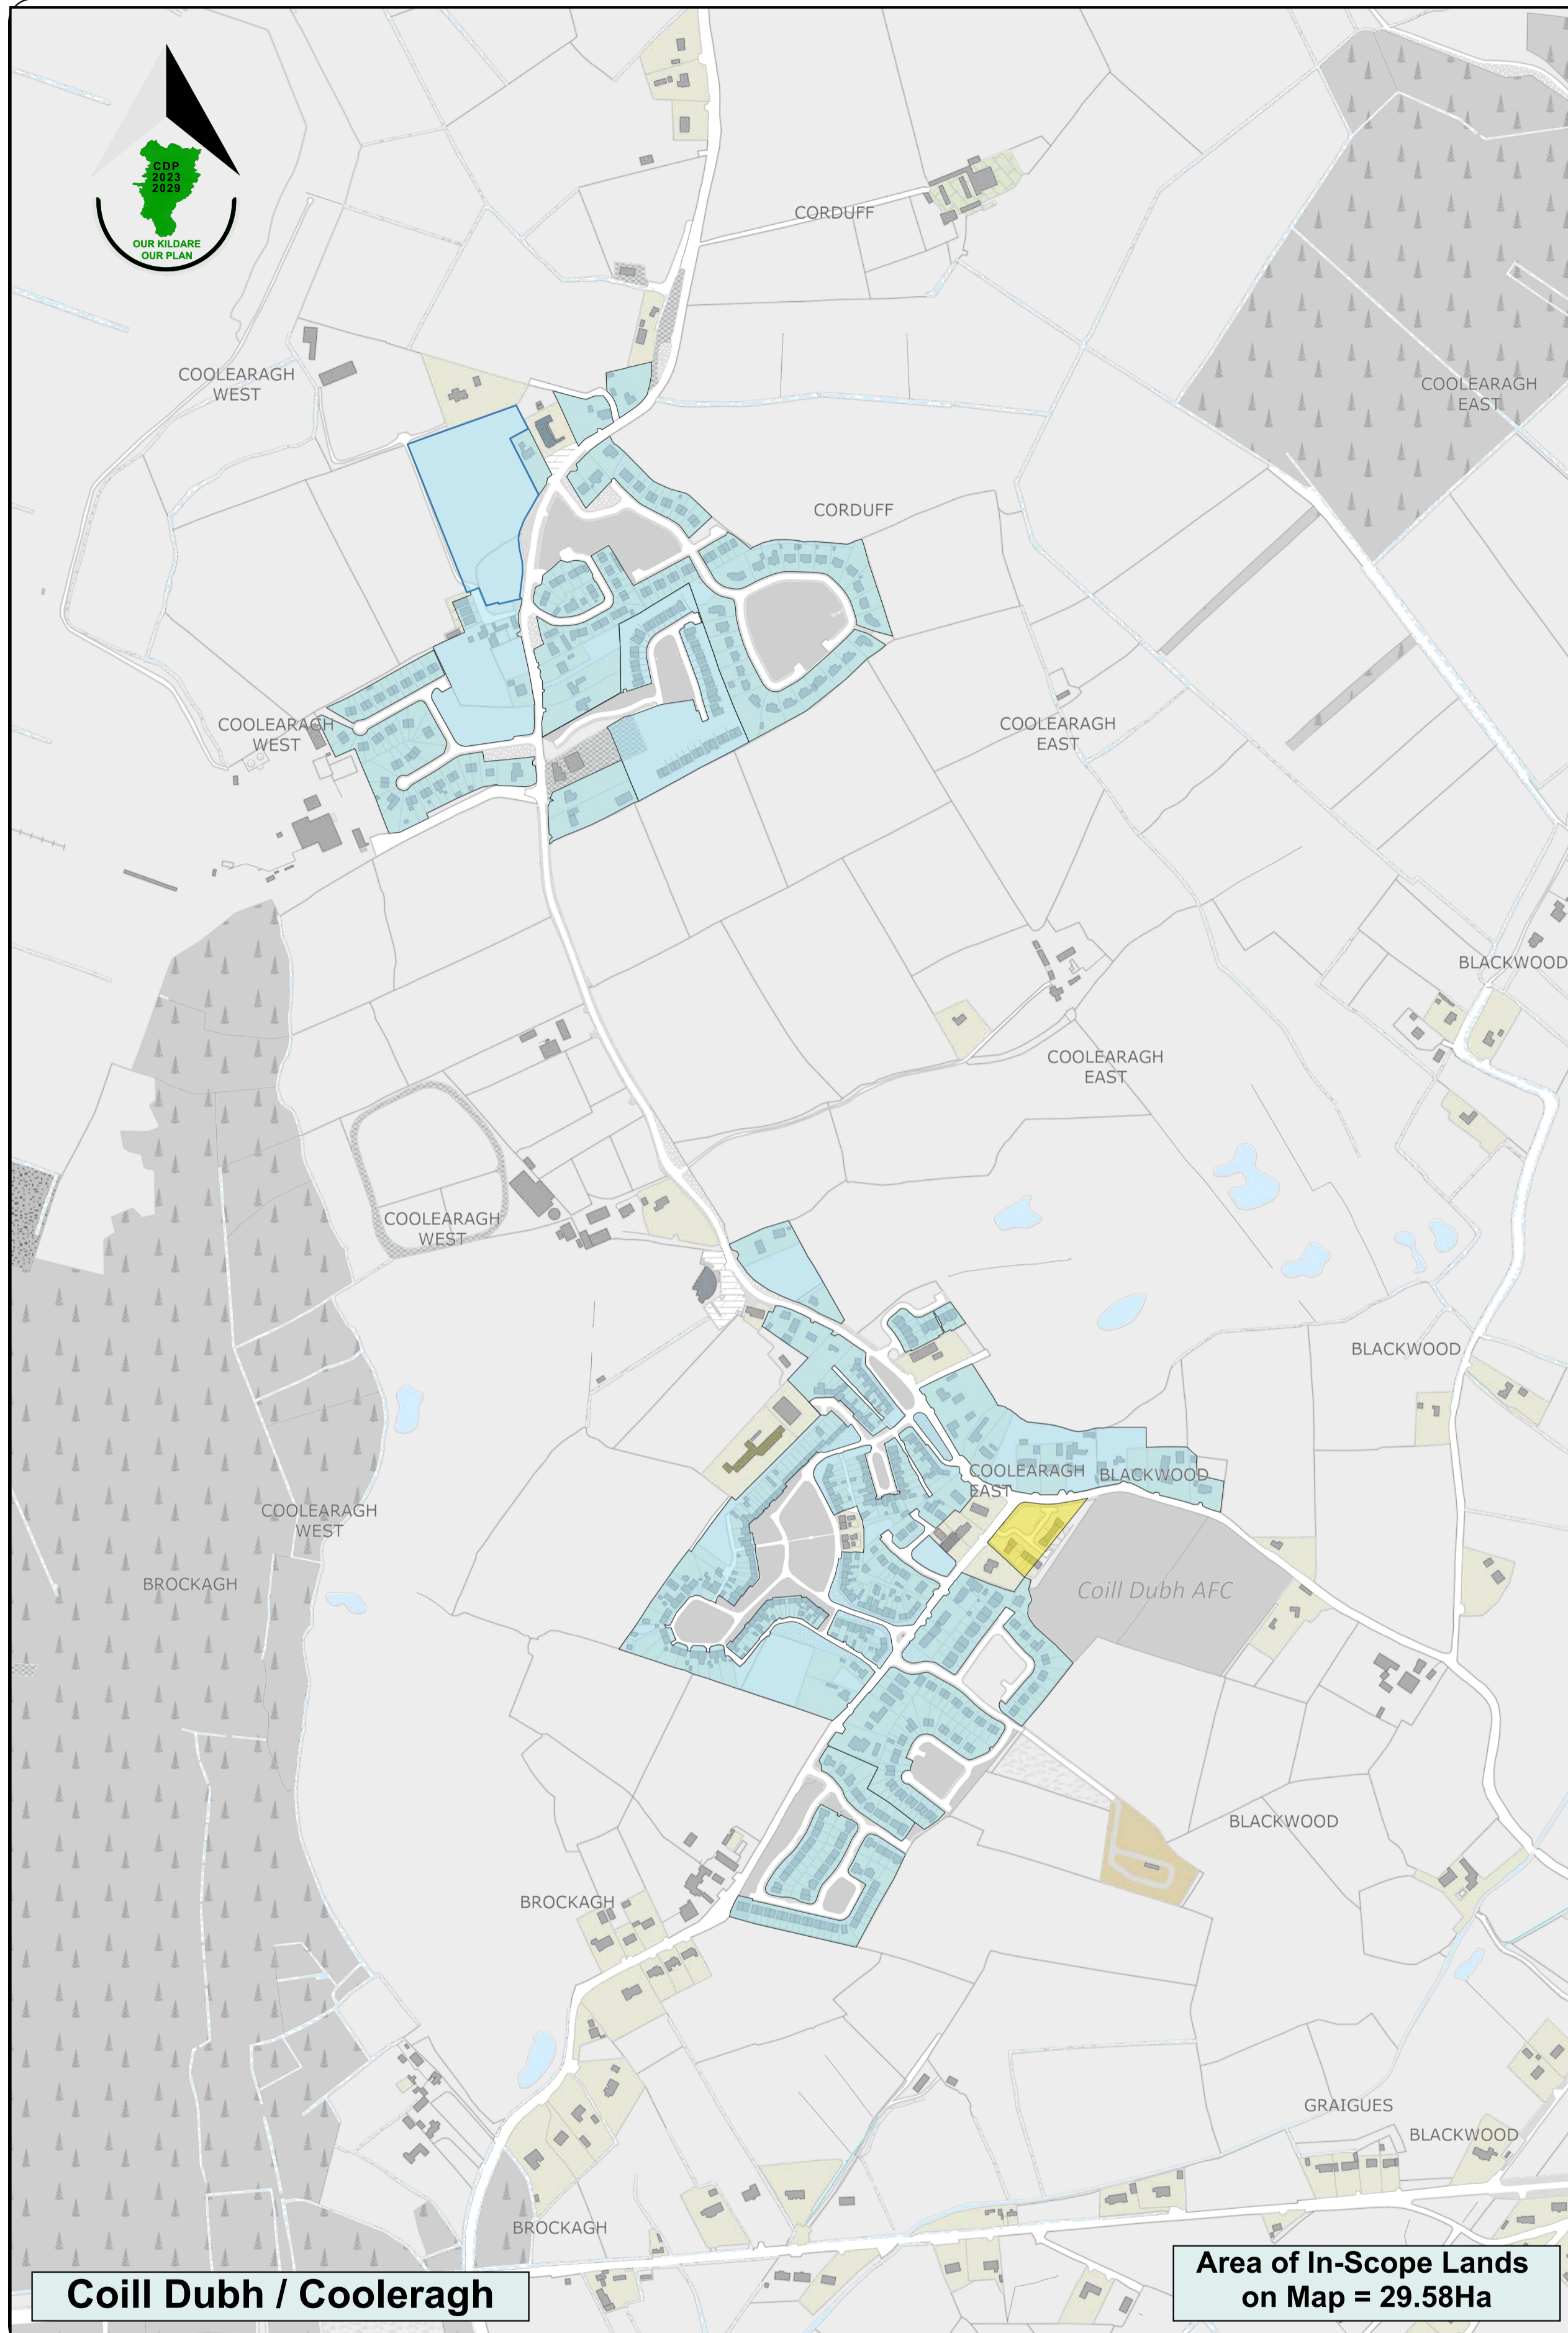 CDP
2023
2029
OUR KILDARE
OUR PLAN
CORDUFF
COOLEARAGH
WEST
COOLEARAGH
EAST
CORDUFF
COOLEARAGH
WEST
COOLEARAGH
EAST
BLACKWOOD
COOLEARAGH
EAST
COOLEARAGH
WEST
BLACKWOOD
COOLEARAGH
EAST
BLACKWOOD
COOLEARAGH
WEST
BROCKAGH
Coill Dubh AFC
BLACKWOOD
BROCKAGH
GRAIGUES
BLACKWOOD
BROCKAGH
Coill Dubh / Cooleragh
Area of In-Scope Lands
on Map = 29.58Ha